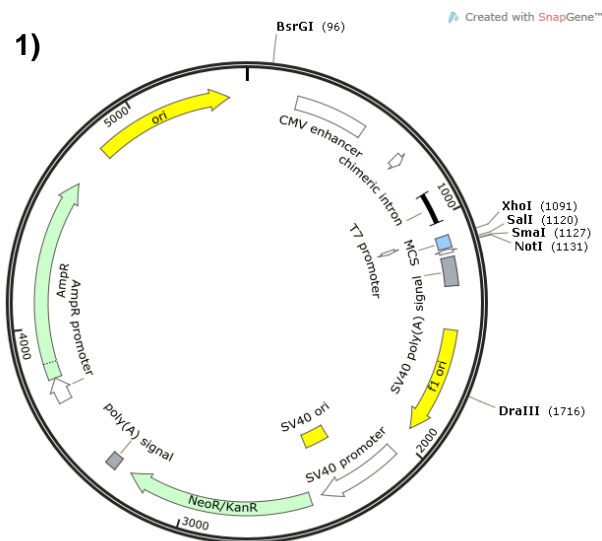 Created with SnapGene™
1)
BsrGI (96)
5000
ori
CMV enhancer
chimeric intron
1000
XhoI (1091)
SalI (1120)
SmaI (1127)
NotI (1131)
T7 promoter
MCS
SV40 poly(A) signal
AmpR
AmpR promoter
4000
f1 ori
DraIII (1716)
SV40 ori
2000
poly(A) signal
SV40 promoter
NeoR/KanR
3000